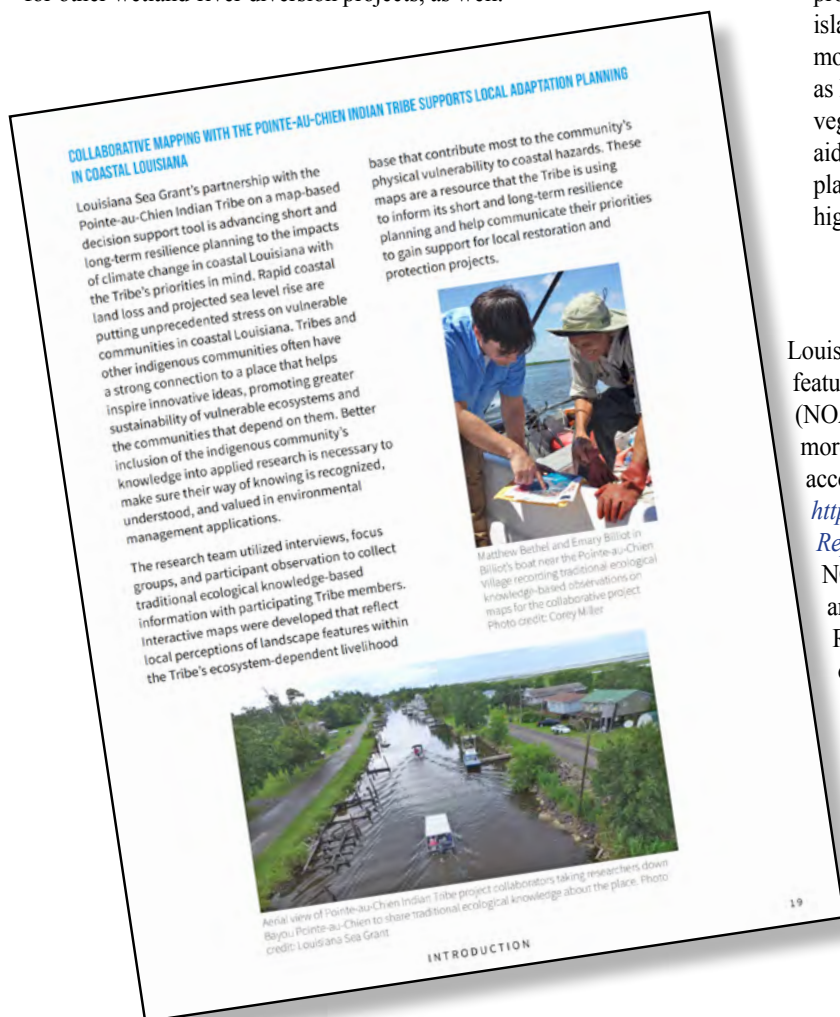 for other wetland-river diversion projects, as well.
COLLABORATIVE MAPPING WITH THE POINTE-AU-CHIEN INDIAN TRIBE SUPPORTS LOCAL ADAPTATION PLANNING
IN COASTAL LOUISIANA
Louisiana Sea Grant's partnership with the
Pointe-au-Chien Indian Tribe on a map-based
decision support tool is advancing short and
long-term resilience planning to the impacts
of climate change in coastal Louisiana with
the Tribe's priorities in mind. Rapid coastal
land loss and projected sea level rise are
putting unprecedented stress on vulnerable
communities in coastal Louisiana. Tribes and
other indigenous communities often have
a strong connection to a place that helps
inspire innovative ideas, promoting greater
sustainability of vulnerable ecosystems and
the communities that depend on them. Better
inclusion of the indigenous community's
knowledge into applied research is necessary to
make sure their way of knowing is recognized,
understood, and valued in environmental
management applications.
The research team utilized interviews, focus
groups, and participant observation to collect
traditional ecological knowledge-based
information with participating Tribe members.
Interactive maps were developed that reflect
local perceptions of landscape features within
the Tribe's ecosystem-dependent livelihood
base that contribute most to the community's
physical vulnerability to coastal hazards. These
maps are a resource that the Tribe is using
to inform its short and long-term resilience
planning and help communicate their priorities
to gain support for local restoration and
protection projects.
Matthew Bethel and Emary Billiot in
Billiot's boat near the Pointe-au-Chien
Village recording traditional ecological
knowledge-based observations on
maps for the collaborative project
Photo credit: Corey Miller
Aerial view of Pointe-au-Chien Indian Tribe project collaborators taking researchers down
Bayou Pointe-au-Chien to share traditional ecological knowledge about the place. Photo
credit: Louisiana Sea Grant
INTRODUCTION
19
isla
mo
as
veg
aid
pla
hig
Louis
featu
(NOA
mor
acc
http
Re
N